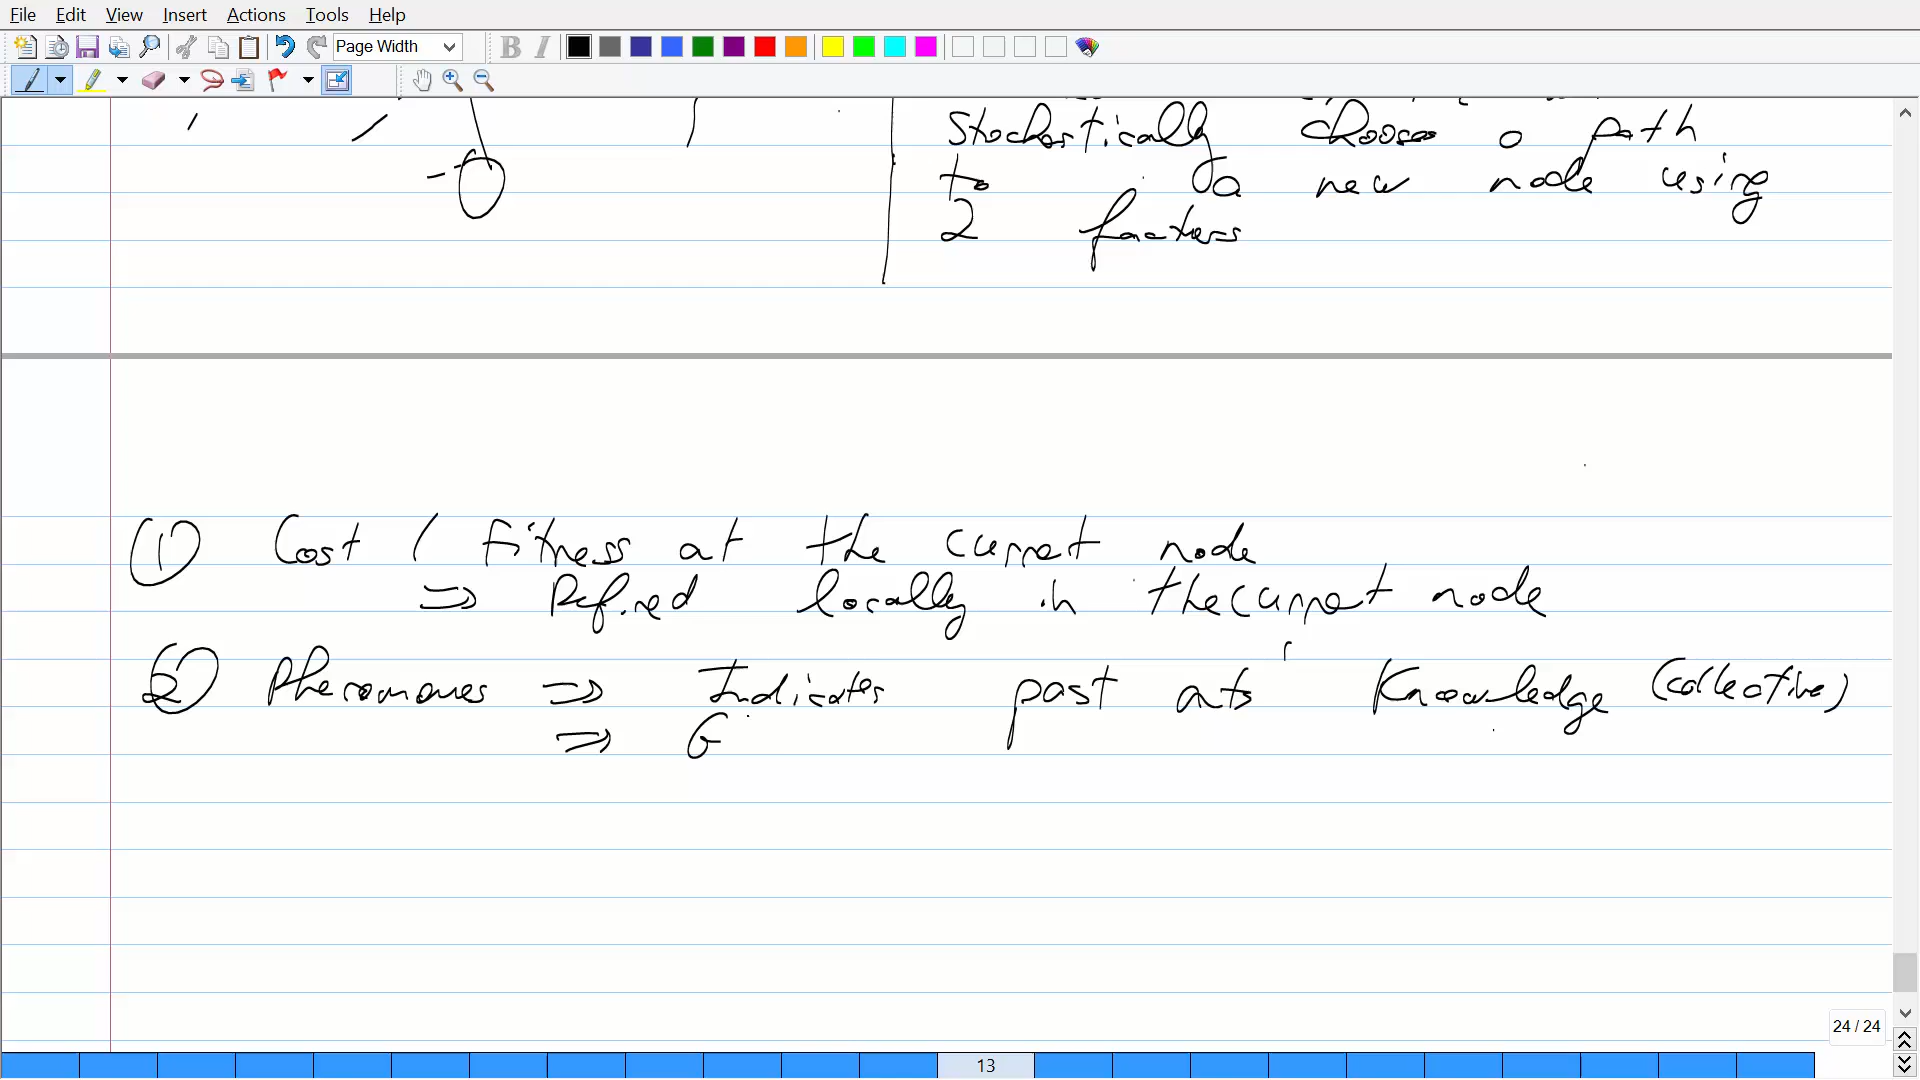 File Edit View Insert Actions Tools Help
Page Width
B I
Stochastically choose a path
to a new node using
2 factors
① Cost / fitness at the current node
⇒ Defined locally in the current node
② Pheromones ⇒ Indicates past ants' Knowledge (collective)
⇒ G
24 / 24
13